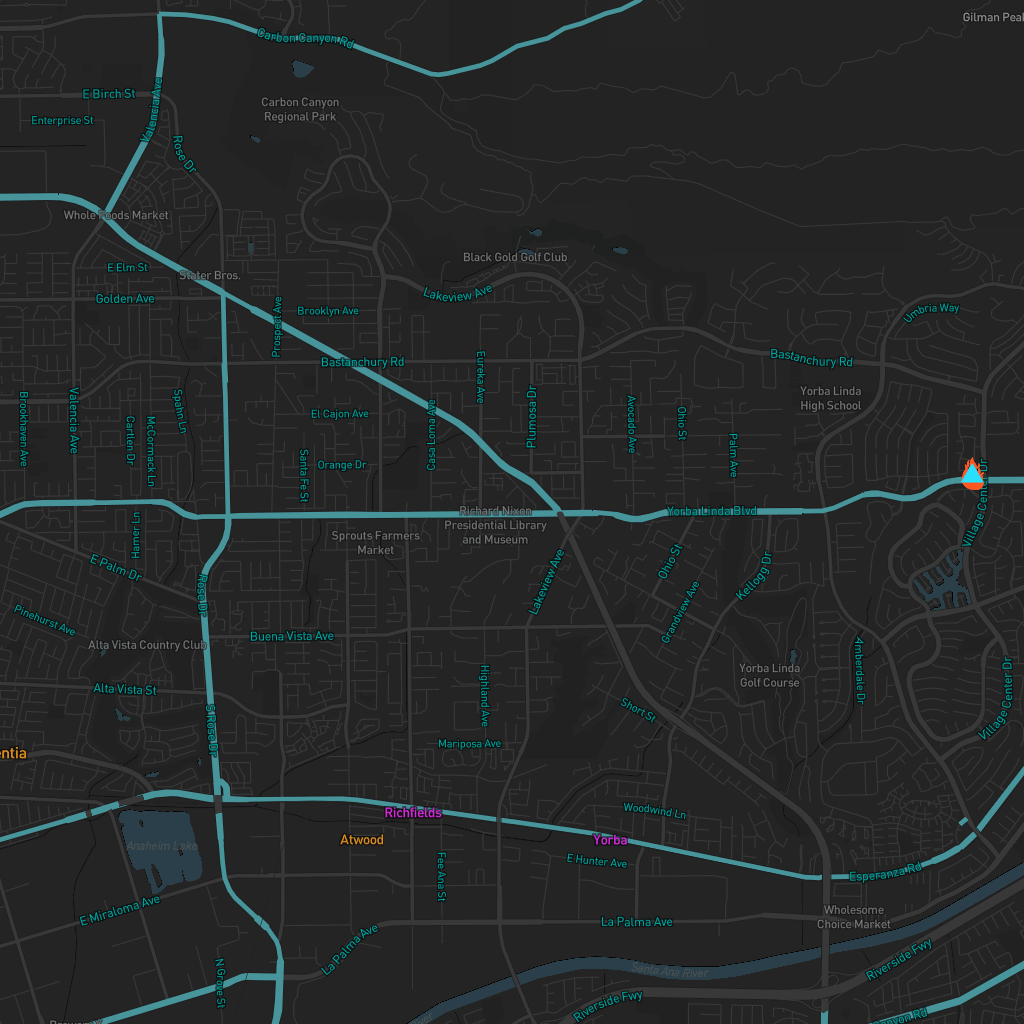 Gilman Peak
Carbon Canyon Rd
E Birch St
Valencia Ave
Carbon Canyon
Regional Park
Enterprise St
Rose Dr
Whole Foods Market
Black Gold Golf Club
E Elm St
Slater Bros.
Golden Ave
Lakeview Ave
Brooklyn Ave
Umbria Way
Prospect Ave
Bastanchury Rd
Bastanchury Rd
Eureka Ave
Yorba Linda
High School
Brookhaven Ave
Valencia Ave
Spahn Ln
Cartlen Dr
McCormack Ln
El Cajon Ave
Casa Loma Ave
Plumosa Dr
Avocado Ave
Ohio St
Palm Ave
Orange Dr
Santa Fe St
Village Center Dr
Richard Nixon
Presidential Library
and Museum
Yorba Linda Blvd
Hamer Ln
Sprouts Farmers
Market
E Palm Dr
Rose Dr
Lakeview Ave
Ohio St
Kellogg Dr
Grandview Ave
Pinehurst Ave
Alta Vista Country Club
Buena Vista Ave
Amberdale Dr
Yorba Linda
Golf Course
Highland Ave
Alta Vista St
S Rose Dr
Short St
Village Center Dr
Mariposa Ave
entia
Richfields
Woodwind Ln
Atwood
Yorba
Anaheim Lake
E Hunter Ave
Fee Ana St
Esperanza Rd
E Miraloma Ave
La Palma Ave
Wholesome
Choice Market
La Palma Ave
N Grove St
Santa Ana River
Riverside Fwy
Riverside Fwy